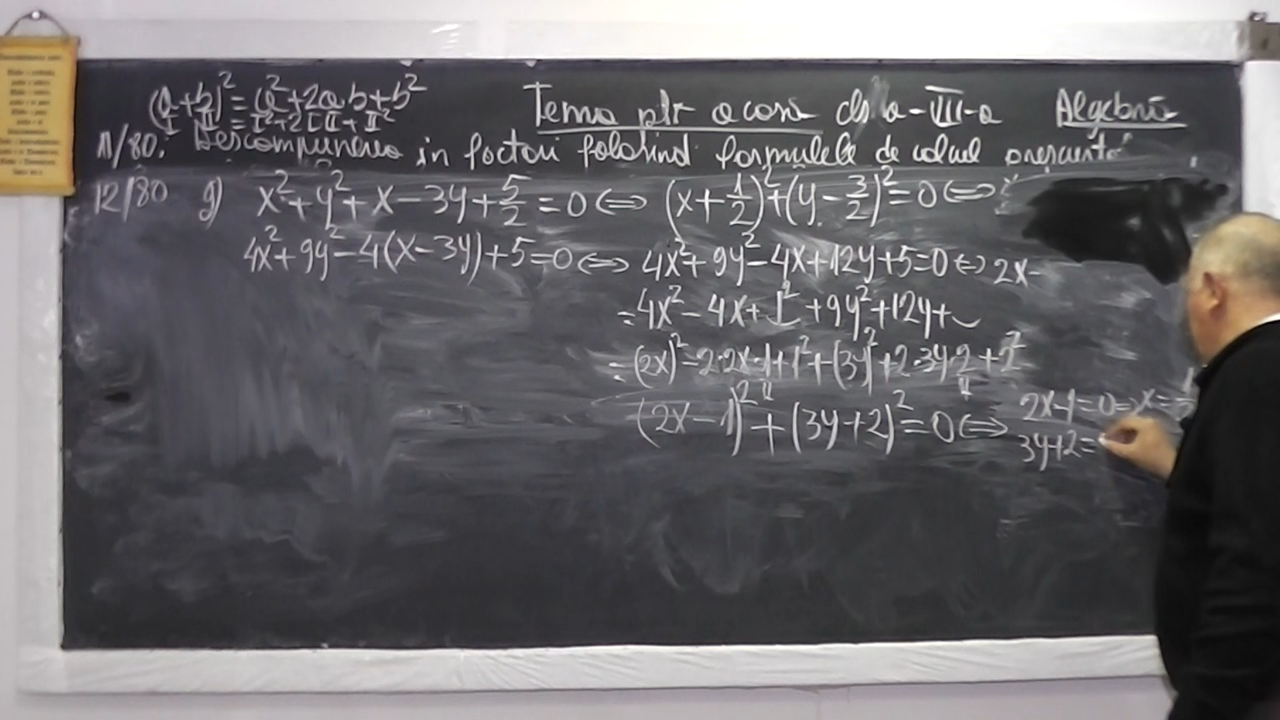 (a+b)²=a²+2ab+b²
I II = I²+2·I·II+II²
Tema ptr acasă cls a-VII-a Algebră
11/80. Descompunerea in factori folosind formulele de calcul prescurtat
12/80 g) x²+y²+x-3y+5/2=0⇔(x+1/2)²+(y-3/2)²=0⇔
4x²+9y²-4(x-3y)+5=0⇔4x²+9y²-4x+12y+5=0⇔2x-
=4x²-4x+1²+9y²+12y+
=(2x)²-2·2x·1+1²+(3y)²+2·3y·2+2²
(2x-1)²+(3y+2)²=0⇔
2x-1=0⇒x=
3y+2=